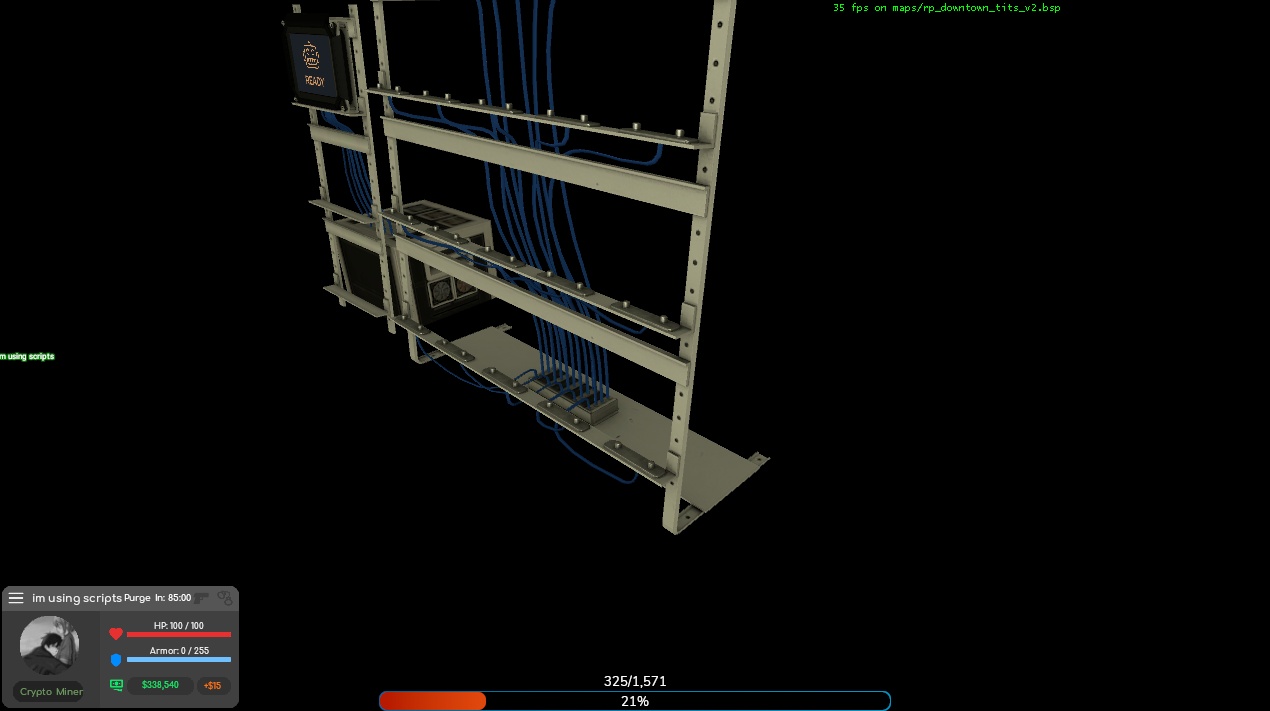 35 fps on maps/rp_downtown_tits_v2.bsp
READY
m using scripts
im using scripts Purge In: 85:00
HP: 100 / 100
Armor: 0 / 255
Crypto Miner
$338,540
+$15
325/1,571
21%